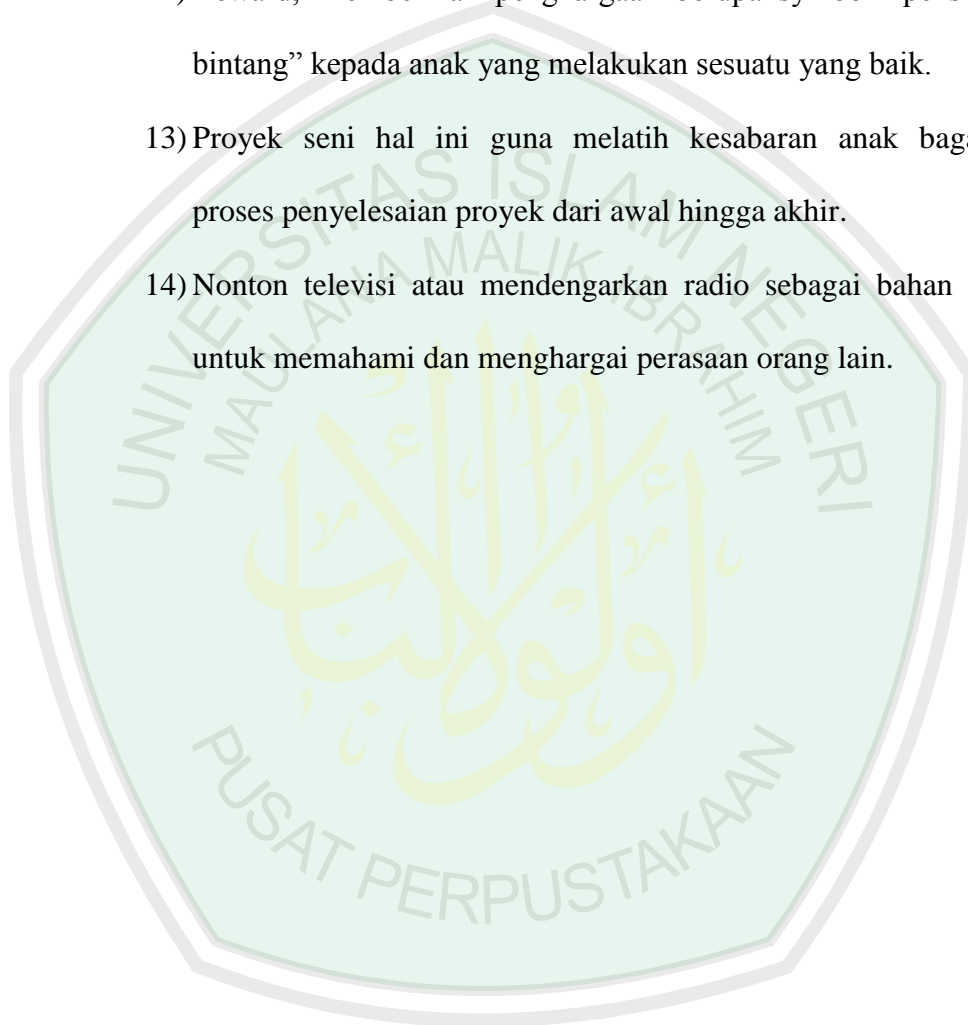 penghargaan
bintang” kepada anak yang melakukan sesuatu yang baik.
13) Proyek seni hal ini guna melatih kesabaran anak
proses penyelesaian proyek dari awal hingga akhir.
14) Nonton televisi atau mendengarkan radio sebagai bahan
untuk memahami dan menghargai perasaan orang lain.
UNIVERSITAS ISLAM NEGERI
MAULANA MALIK IBRAHIM
PUSAT PERPUSTAKAAN